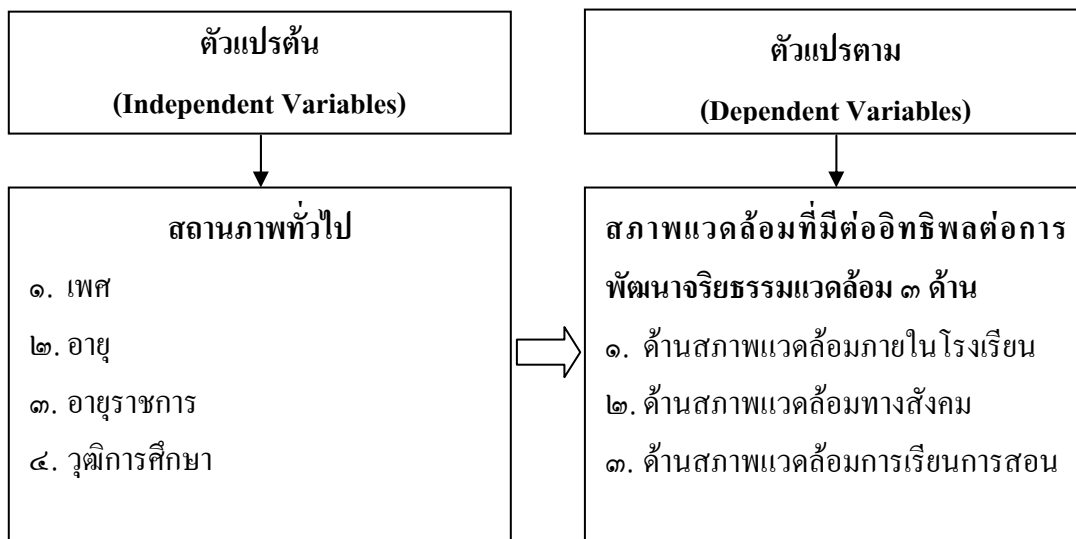 ตัวแปรต้น
(Independent Variables)
สถานภาพทั่วไป
๑. เพศ
๒. อายุ
๓. อายุราชการ
๔. วุฒิการศึกษา
ตัวแปรตาม
(Dependent Variables)
สภาพแวดล้อมที่มีต่ออิทธิพลต่อการ
พัฒนาจริยธรรมแวดล้อม ๓ ด้าน
๑. ด้านสภาพแวดล้อมภายในโรงเรียน
๒. ด้านสภาพแวดล้อมทางสังคม
๓. ด้านสภาพแวดล้อมการเรียนการสอน